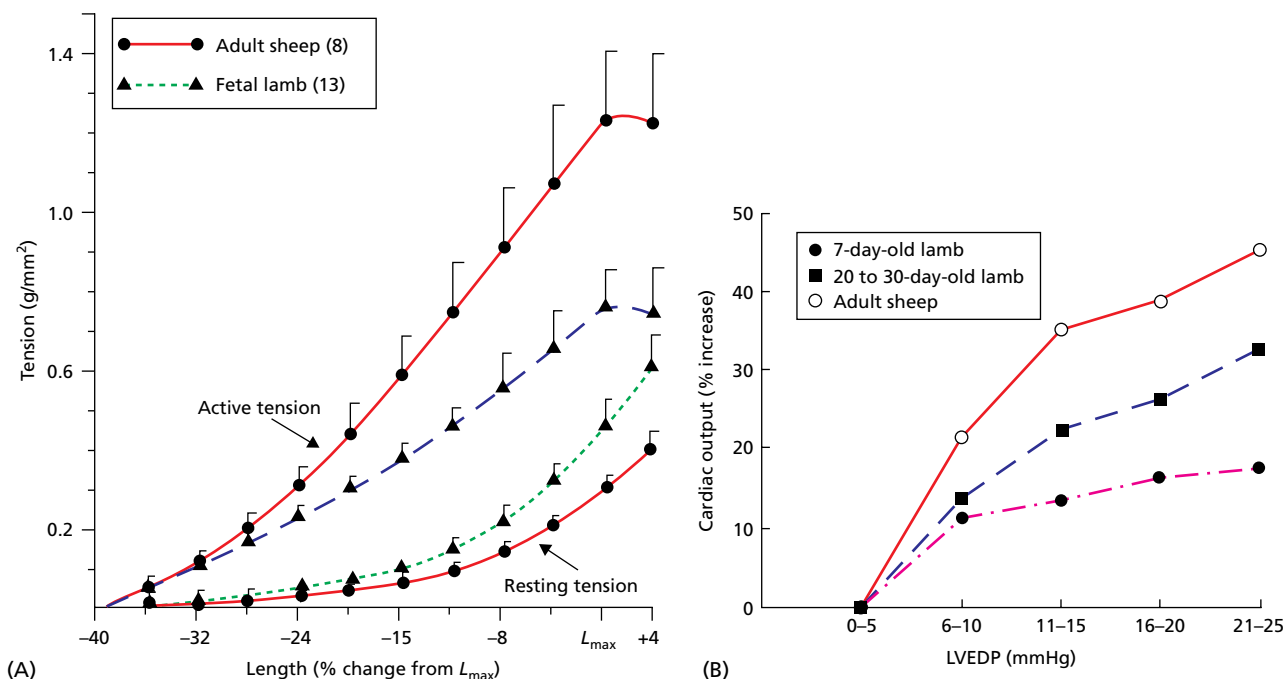 1.4
1.0
0.6
0.2
Tension (g/mm²)
Adult sheep (8)
Fetal lamb (13)
Active tension
Resting tension
–40
–32
–24
–15
–8
Lmax
+4
Length (% change from Lmax)
(A)
50
40
30
20
10
0
Cardiac output (% increase)
7-day-old lamb
20 to 30-day-old lamb
Adult sheep
0–5
6–10
11–15
16–20
21–25
LVEDP (mmHg)
(B)